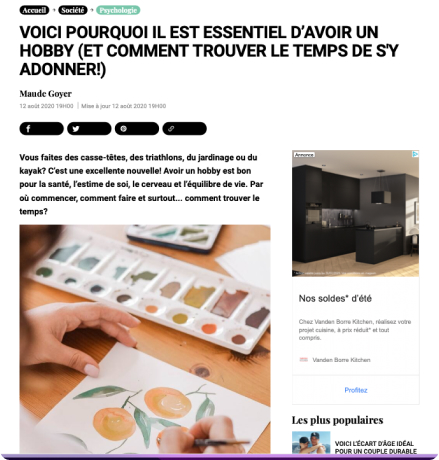 Accueil • Société • Psychologie
VOICI POURQUOI IL EST ESSENTIEL D'AVOIR UN
HOBBY (ET COMMENT TROUVER LE TEMPS DE S'Y
ADONNER!)
Maude Goyer
12 août 2020 19H00 | Mise à jour 12 août 2020 19H00
Vous faites des casse-têtes, des triathlons, du jardinage ou du
kayak? C'est une excellente nouvelle! Avoir un hobby est bon
pour la santé, l'estime de soi, le cerveau et l'équilibre de vie. Par
où commencer, comment faire et surtout... comment trouver le
temps?
Annonce
Nos soldes* d'été
Chez Vanden Borre Kitchen, réalisez votre
projet cuisine, à prix réduit* et tout
compris.
Vanden Borre Kitchen
Profitez
Les plus populaires
VOICI L'ÉCART D'ÂGE IDÉAL
POUR UN COUPLE DURABLE